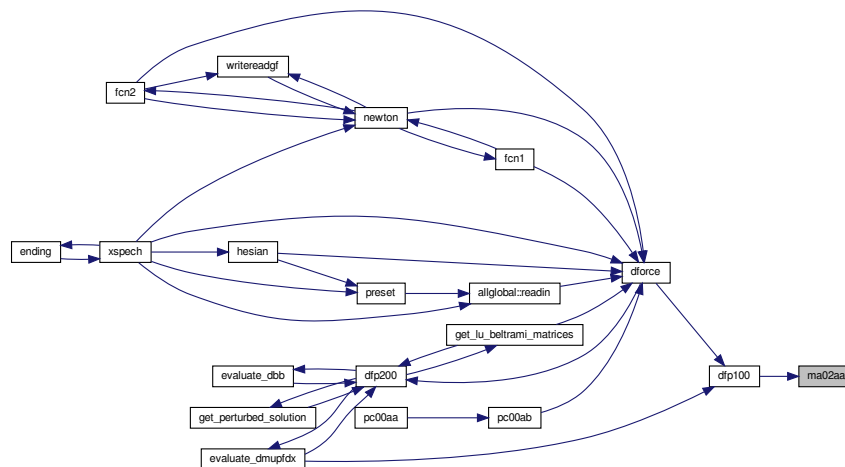 writereadgf
fcn2
newton
fcn1
ending
xspech
hesian
dforce
preset
allglobal::readin
get_lu_beltrami_matrices
evaluate_dbb
dfp200
dfp100
ma02aa
get_perturbed_solution
pc00aa
pc00ab
evaluate_dmupfdx